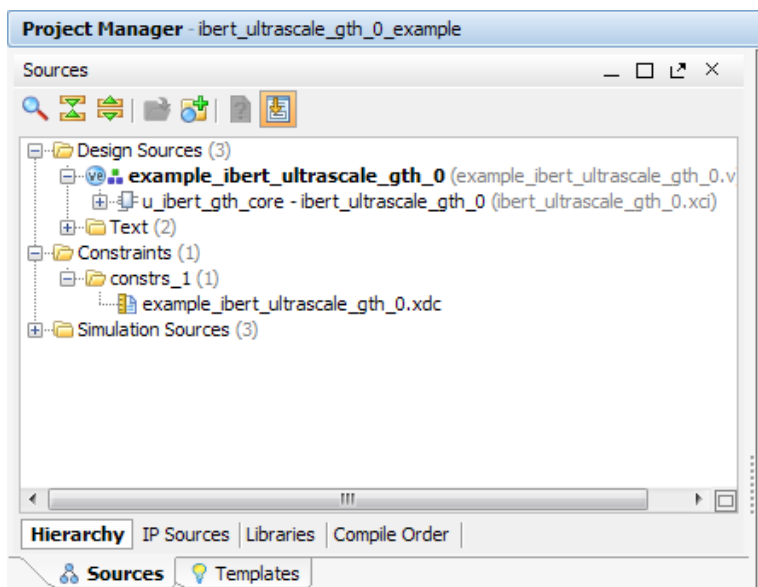 Project Manager - ibert_ultrascale_gth_0_example
Sources
Design Sources (3)
example_ibert_ultrascale_gth_0 (example_ibert_ultrascale_gth_0.v
u_ibert_gth_core - ibert_ultrascale_gth_0 (ibert_ultrascale_gth_0.xci)
Text (2)
Constraints (1)
constrs_1 (1)
example_ibert_ultrascale_gth_0.xdc
Simulation Sources (3)
Hierarchy IP Sources Libraries Compile Order
Sources Templates